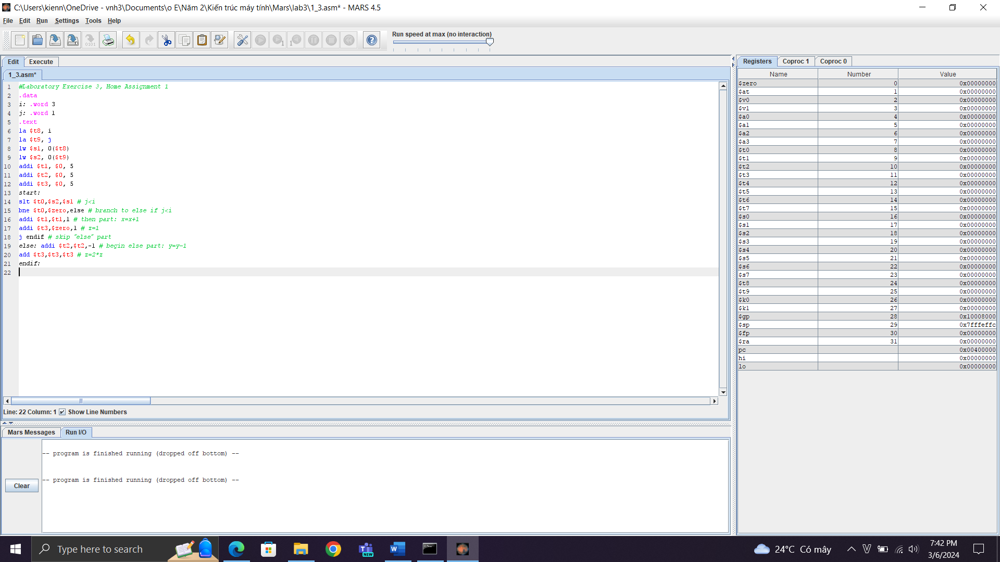 C:\Users\kienn\OneDrive - vnh3\Documents\o E\Năm 2\Kiến trúc máy tính\Mars\lab3\1_3.asm* - MARS 4.5
File Edit Run Settings Tools Help
Run speed at max (no interaction)
Edit Execute
1_3.asm*
1 #Laboratory Exercise 3, Home Assignment 1
2 .data
3 i: .word 3
4 j: .word 1
5 .text
6 la $t8, i
7 la $t9, j
8 lw $s1, 0($t8)
9 lw $s2, 0($t9)
10 addi $t1, $0, 5
11 addi $t2, $0, 5
12 addi $t3, $0, 5
13 start:
14 slt $t0,$s2,$s1 # j<i
15 bne $t0,$zero,else # branch to else if j<i
16 addi $t1,$t1,1 # then part: x=x+1
17 addi $t3,$zero,1 # z=1
18 j endif # skip “else” part
19 else: addi $t2,$t2,-1 # begin else part: y=y-1
20 add $t3,$t3,$t3 # z=2*z
21 endif:
22
Line: 22 Column: 1 Show Line Numbers
Mars Messages Run I/O
-- program is finished running (dropped off bottom) --
-- program is finished running (dropped off bottom) --
Clear
Registers Coproc 1 Coproc 0
Name Number Value
$zero 0 0x00000000
$at 1 0x00000000
$v0 2 0x00000000
$v1 3 0x00000000
$a0 4 0x00000000
$a1 5 0x00000000
$a2 6 0x00000000
$a3 7 0x00000000
$t0 8 0x00000000
$t1 9 0x00000000
$t2 10 0x00000000
$t3 11 0x00000000
$t4 12 0x00000000
$t5 13 0x00000000
$t6 14 0x00000000
$t7 15 0x00000000
$s0 16 0x00000000
$s1 17 0x00000000
$s2 18 0x00000000
$s3 19 0x00000000
$s4 20 0x00000000
$s5 21 0x00000000
$s6 22 0x00000000
$s7 23 0x00000000
$t8 24 0x00000000
$t9 25 0x00000000
$k0 26 0x00000000
$k1 27 0x00000000
$gp 28 0x10008000
$sp 29 0x7fffeffc
$fp 30 0x00000000
$ra 31 0x00000000
pc 0x00400000
hi 0x00000000
lo 0x00000000
Type here to search
NEW
24°C Có mây
7:42 PM
3/6/2024